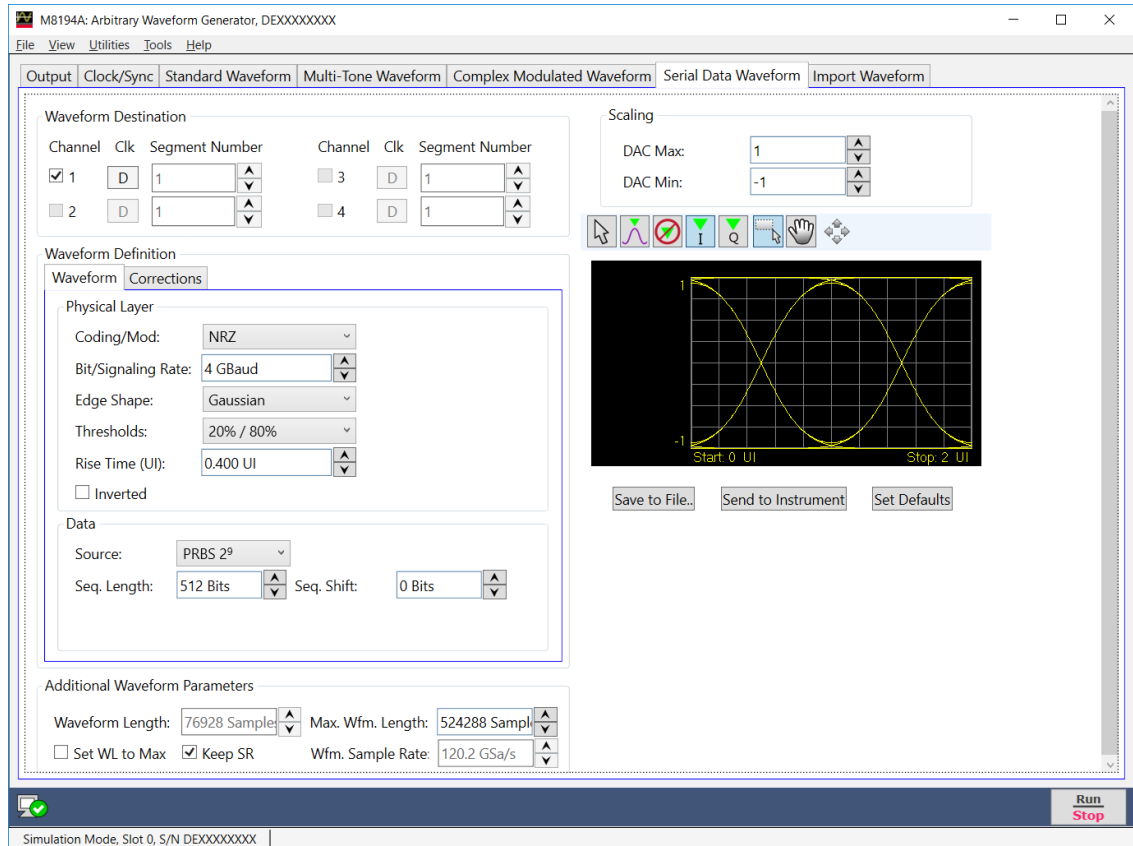 M8194A: Arbitrary Waveform Generator, DEXXXXXXXX
File View Utilities Tools Help
Output Clock/Sync Standard Waveform Multi-Tone Waveform Complex Modulated Waveform Serial Data Waveform Import Waveform
Waveform Destination
Channel Clk Segment Number Channel Clk Segment Number
1 D 1 3 D 1
2 D 1 4 D 1
Scaling
DAC Max: 1
DAC Min: -1
I Q
Waveform Definition
Waveform Corrections
Physical Layer
Coding/Mod: NRZ
Bit/Signaling Rate: 4 GBaud
Edge Shape: Gaussian
Thresholds: 20% / 80%
Rise Time (UI): 0.400 UI
Inverted
1
-1
Start: 0 UI Stop: 2 UI
Save to File.. Send to Instrument Set Defaults
Data
Source: PRBS 2⁹
Seq. Length: 512 Bits Seq. Shift: 0 Bits
Additional Waveform Parameters
Waveform Length: 76928 Samples Max. Wfm. Length: 524288 Sampl
Set WL to Max Keep SR Wfm. Sample Rate: 120.2 GSa/s
Run
Stop
Simulation Mode, Slot 0, S/N DEXXXXXXXX